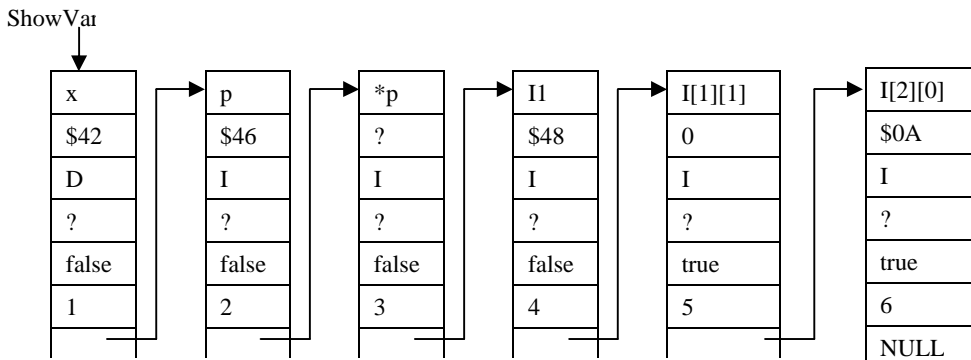 ShowVar
x p *p I1 I[1][1] I[2][0]
$42 $46 ? $48 0 $0A
D I I I I I
? ? ? ? ? ?
false false false false true true
1 2 3 4 5 6
NULL